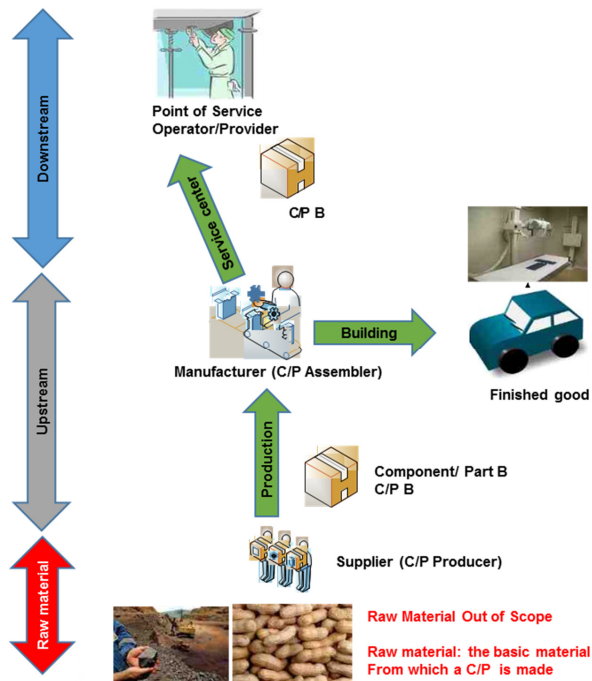 Downstream
Point of Service
Operator/Provider
Service center
C/P B
Building
Manufacturer (C/P Assembler)
Finished good
Upstream
Production
Component/ Part B
C/P B
Supplier (C/P Producer)
Raw material
Raw Material Out of Scope
Raw material: the basic material
From which a C/P is made